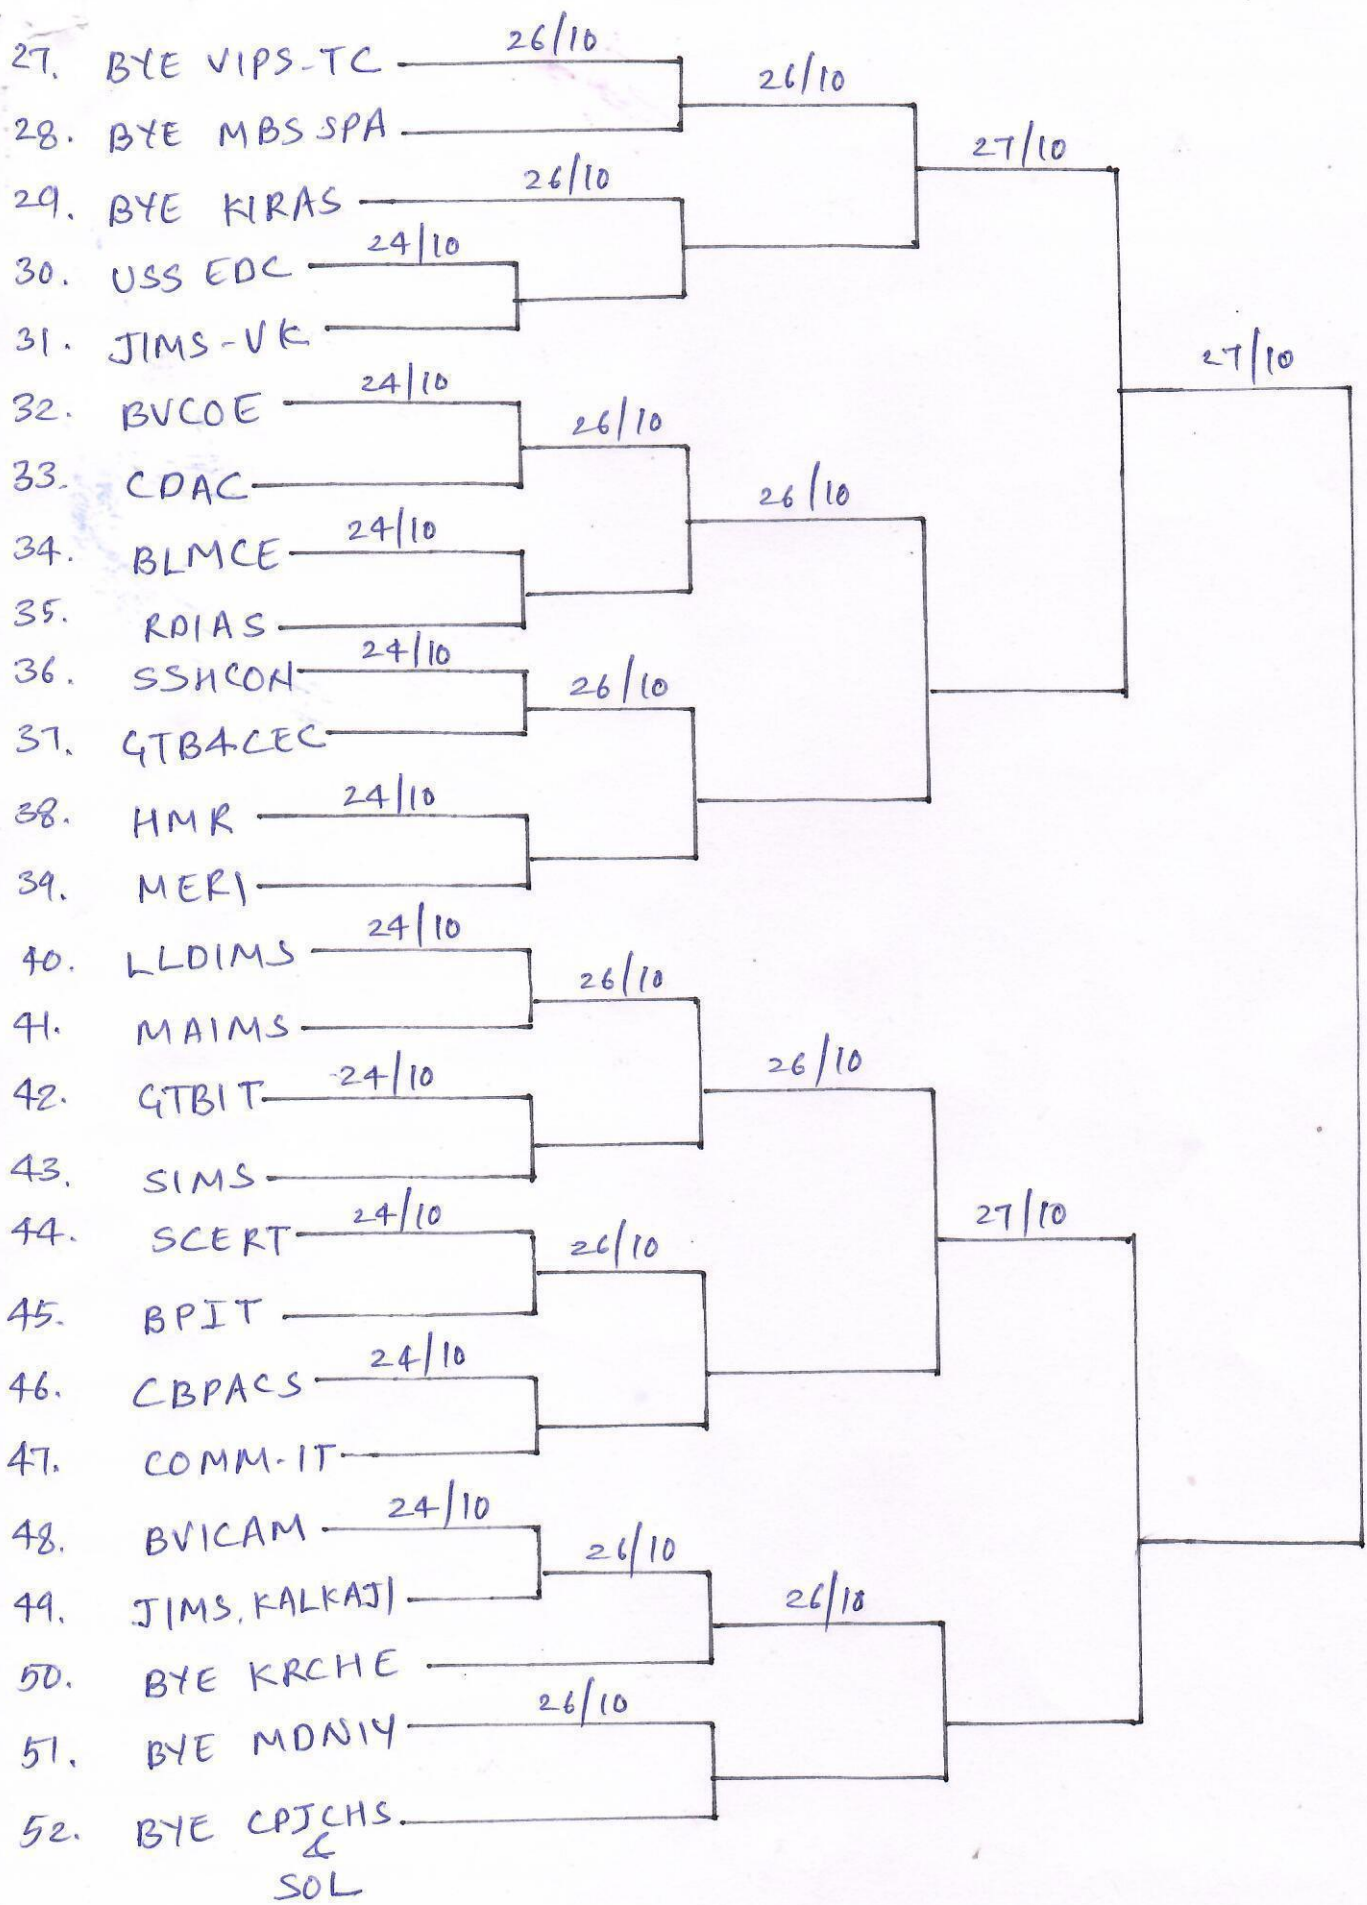 26/10
27. BYE VIPS-TC
26/10
28. BYE MBS SPA
27/10
26/10
29. BYE KIRAS
24/10
30. USS EDC
31. JIMS-VK
27/10
24/10
32. BVCOE
26/10
33. CDAC
26/10
24/10
34. BLMCE
35. RDIAS
24/10
36. SSHCON
26/10
37. GTB4CEC
24/10
38. HMR
39. MERI
24/10
40. LLDIMS
26/10
41. MAIMS
26/10
24/10
42. GTBIT
43. SIMS
24/10
27/10
44. SCERT
26/10
45. BPIT
24/10
46. CBPACS
47. COMM-IT
24/10
48. BVICAM
26/10
49. JIMS, KALKAJI
26/10
50. BYE KRCHE
26/10
51. BYE MDNIY
52. BYE CPJCHS
&
SOL